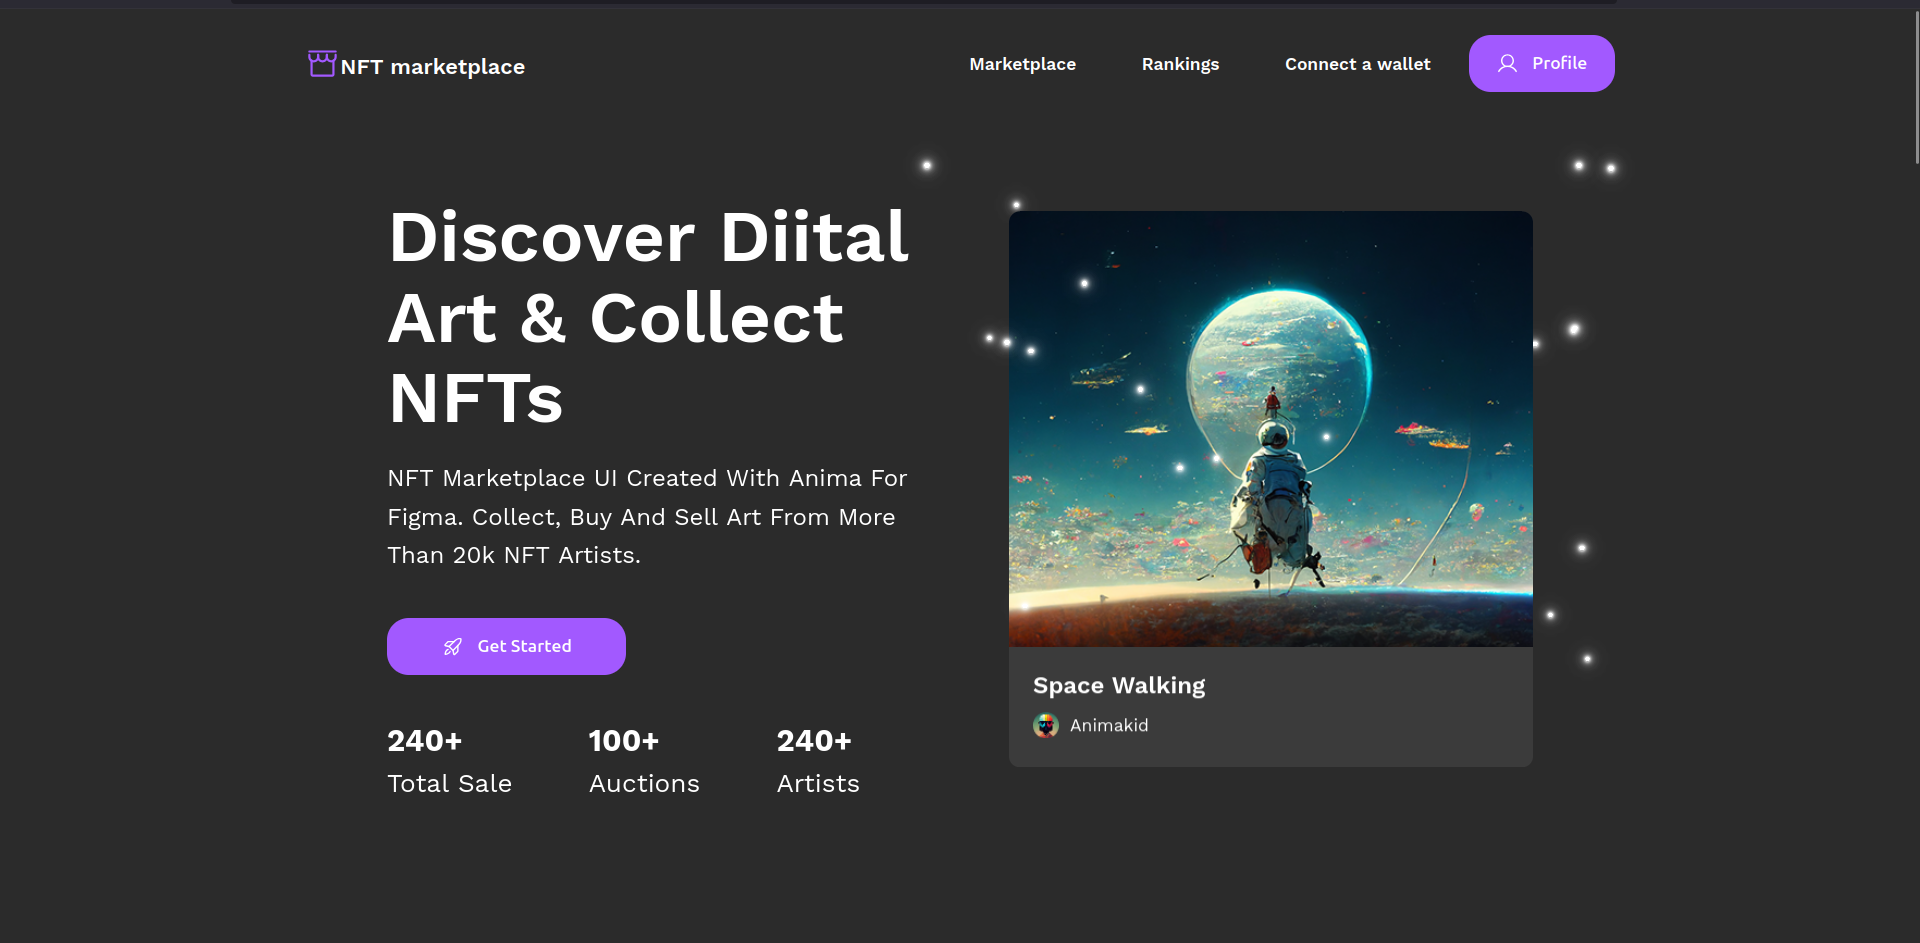 NFT marketplace
Marketplace
Rankings
Connect a wallet
Profile
Discover Diital
Art & Collect
NFTs
NFT Marketplace UI Created With Anima For
Figma. Collect, Buy And Sell Art From More
Than 20k NFT Artists.
Get Started
240+
Total Sale
100+
Auctions
240+
Artists
Space Walking
Animakid